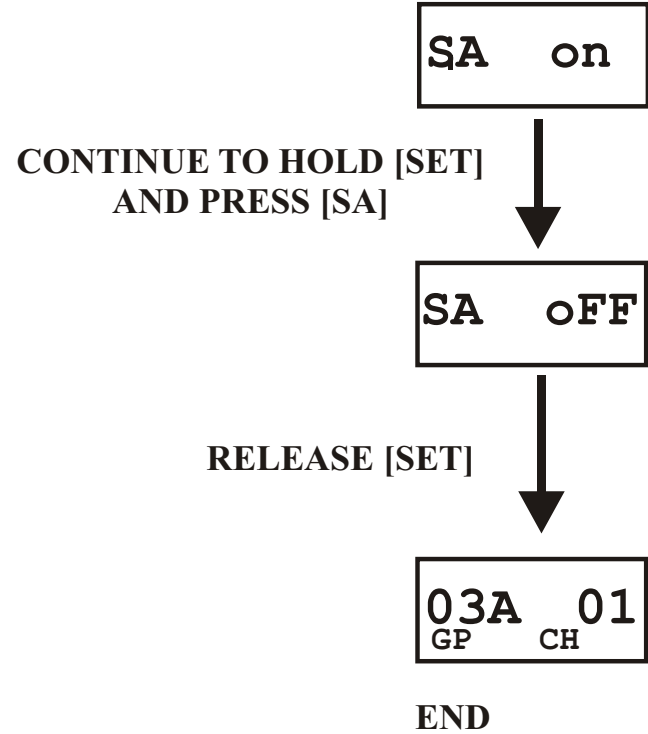 SA on
CONTINUE TO HOLD [SET]
AND PRESS [SA]
SA oFF
RELEASE [SET]
03A 01
GP CH
END